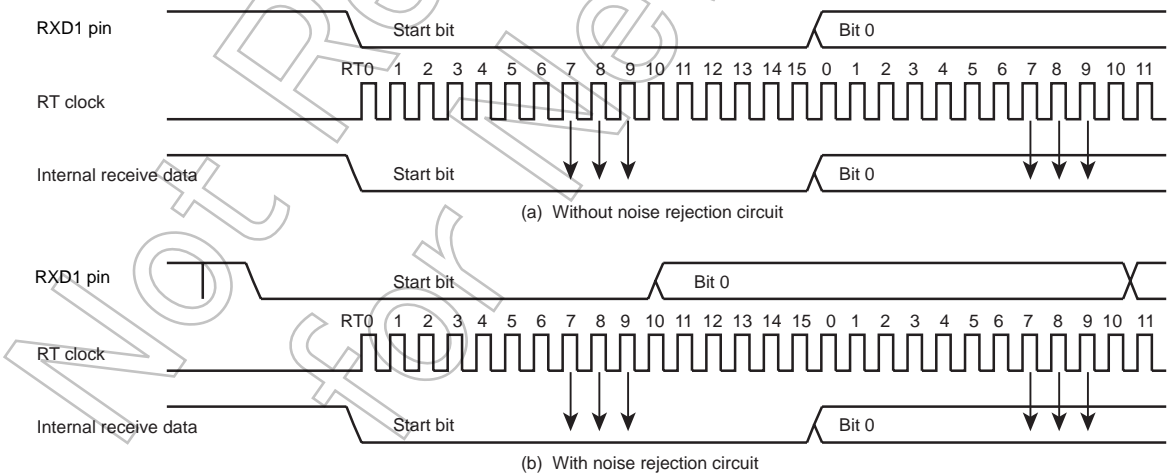 RXD1 pin
Start bit
Bit 0
RT0 1 2 3 4 5 6 7 8 9 10 11 12 13 14 15 0 1 2 3 4 5 6 7 8 9 10 11
RT clock
Internal receive data
Start bit
Bit 0
(a) Without noise rejection circuit
RXD1 pin
Start bit
Bit 0
RT0 1 2 3 4 5 6 7 8 9 10 11 12 13 14 15 0 1 2 3 4 5 6 7 8 9 10 11
RT clock
Internal receive data
Start bit
Bit 0
(b) With noise rejection circuit
Not Re
for Ne